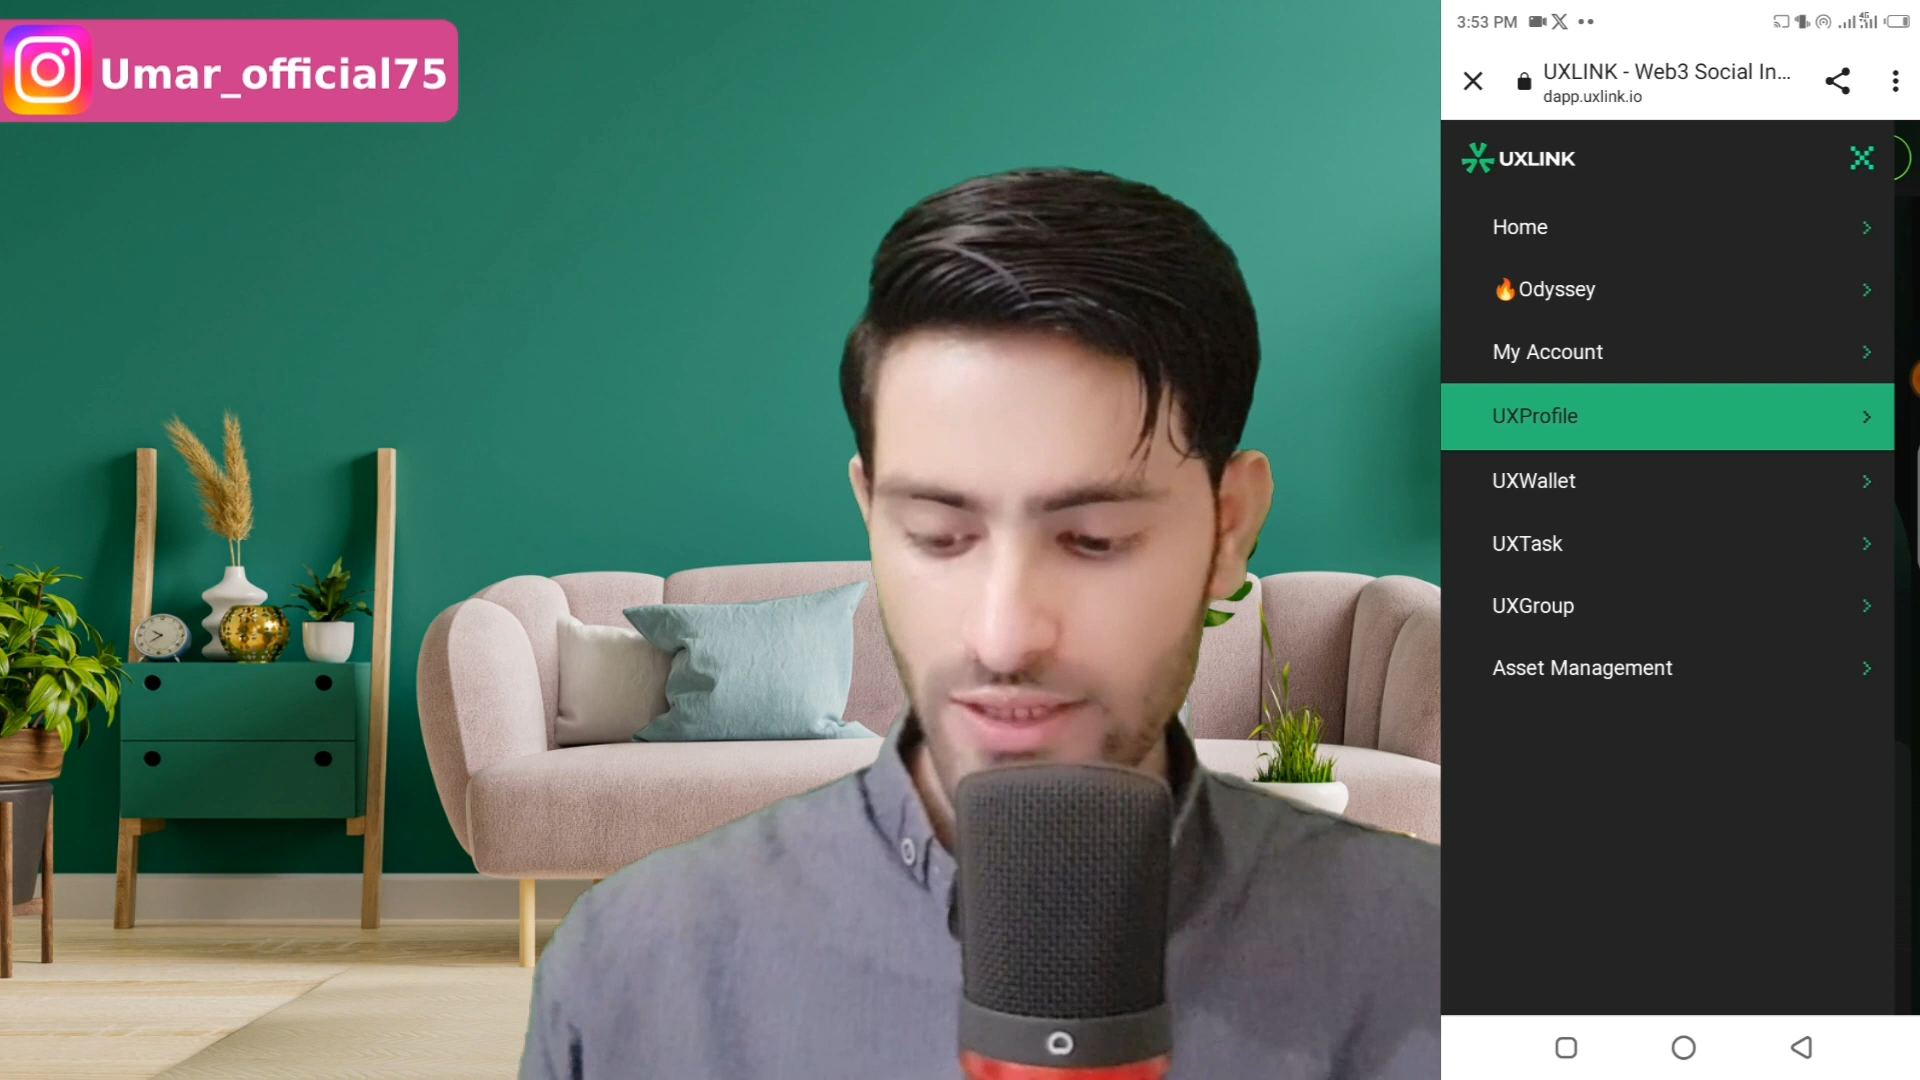 Umar_official75
3:53 PM
UXLINK - Web3 Social In...
dapp.uxlink.io
UXLINK
Home
🔥Odyssey
My Account
UXProfile
UXWallet
UXTask
UXGroup
Asset Management